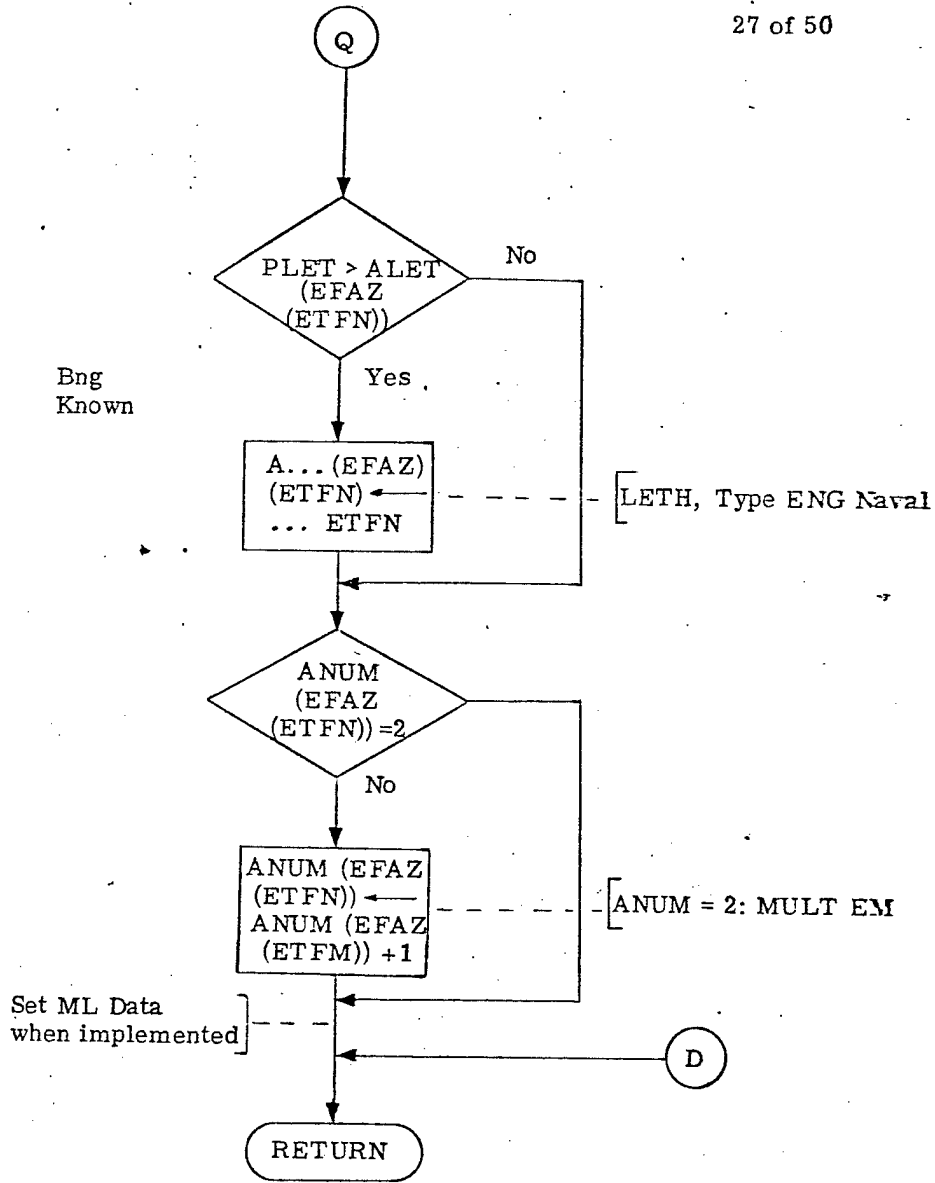 27 of 50
Q
PLET > ALET
(EFAZ
(ETFN))
No
Yes
Bng
Known
A... (EFAZ)
(ETFN) ←
... ETFN
LETH, Type ENG Naval
ANUM
(EFAZ
(ETFN)) =2
No
ANUM (EFAZ
(ETFN)) ←
ANUM (EFAZ
(ETFM)) +1
ANUM = 2: MULT EM
Set ML Data
when implemented
D
RETURN